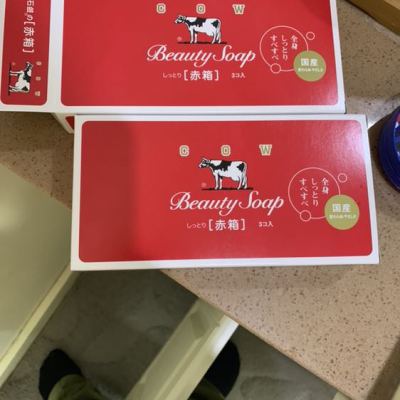 石鹸
[赤箱]
COW
Beauty Soap
しっとり [赤箱] 3コ入
全身
しっとり
すべすべ
国産
COW
Beauty Soap
しっとり [赤箱] 3コ入
全身
しっとり
すべすべ
国産